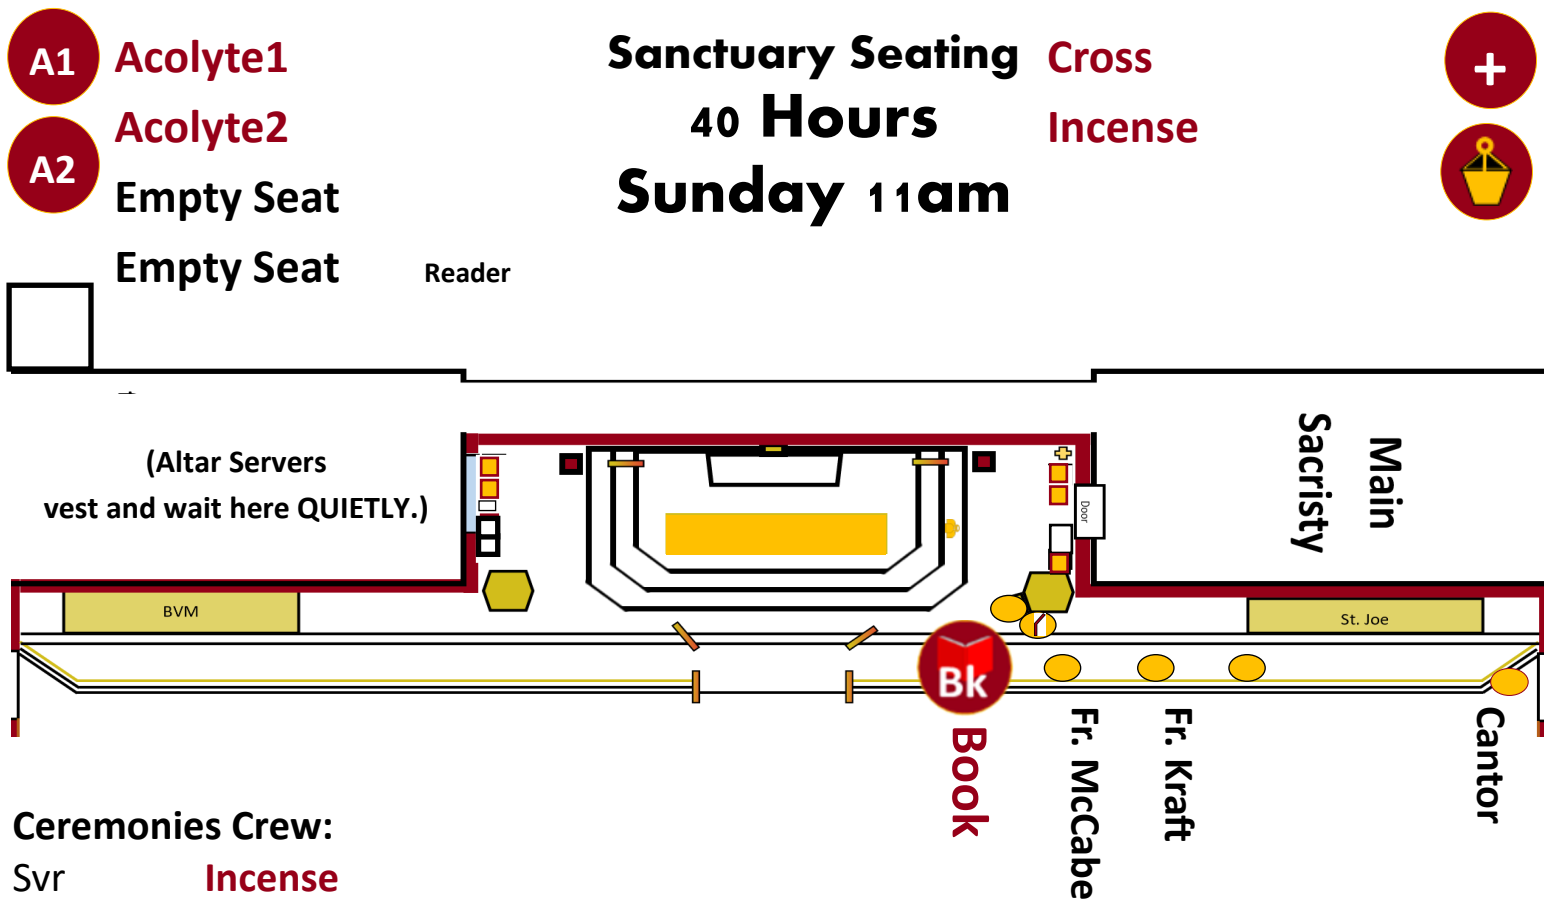 A1 Acolyte1
Sanctuary Seating
Cross
+
A2 Acolyte2
40 Hours
Incense
Empty Seat
Sunday 11am
Empty Seat
Reader
(Altar Servers
vest and wait here QUIETLY.)
Main
Sacristy
Door
BVM
St. Joe
Bk
Book
Fr. McCabe
Fr. Kraft
Cantor
Ceremonies Crew:
Svr Incense